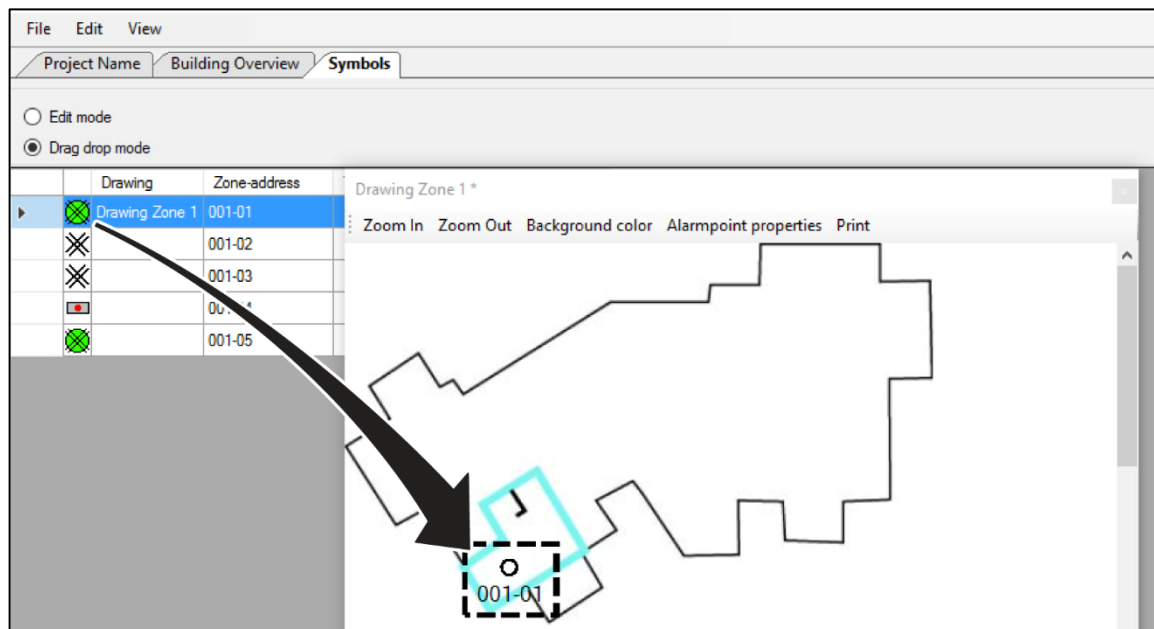 File Edit View
Project Name Building Overview Symbols
Edit mode
Drag drop mode
Drawing Zone-address
Drawing Zone 1 001-01
001-02
001-03
001-05
Drawing Zone 1 *
Zoom In Zoom Out Background color Alarmpoint properties Print
001-01